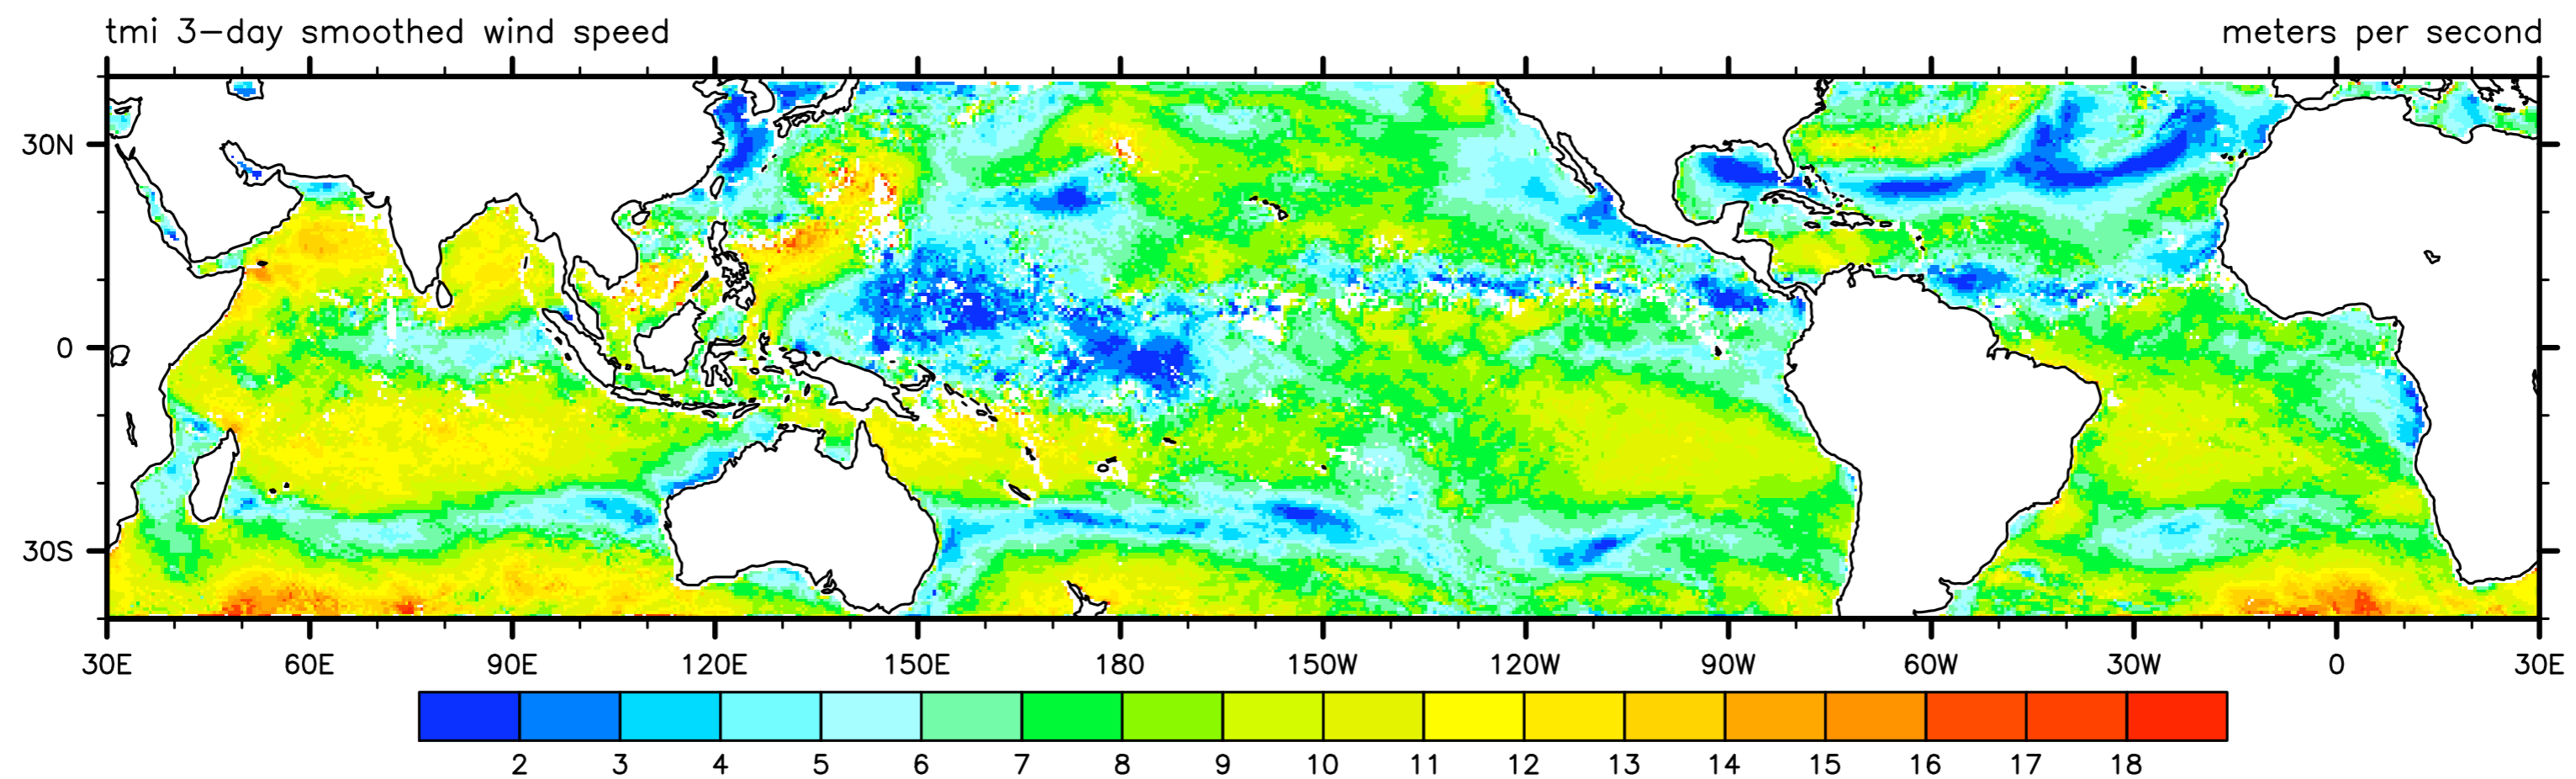 tmi 3-day smoothed wind speed meters per second
30N
0
30S
30E 60E 90E 120E 150E 180 150W 120W 90W 60W 30W 0 30E
2 3 4 5 6 7 8 9 10 11 12 13 14 15 16 17 18